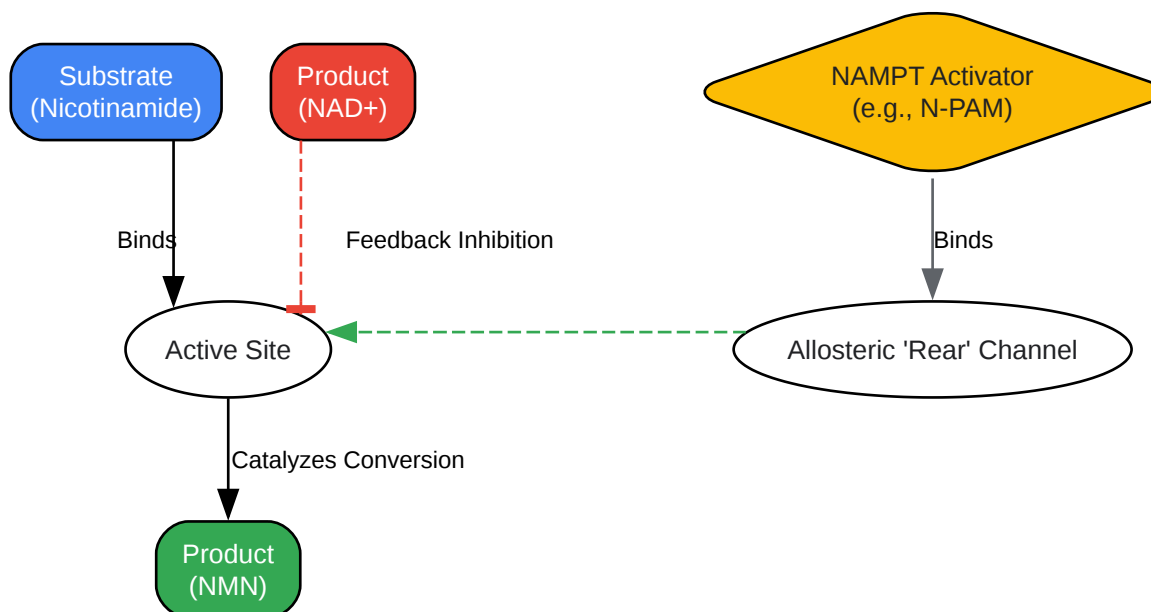 Substrate
(Nicotinamide)
Product
(NAD+)
NAMPT Activator
(e.g., N-PAM)
Binds
Feedback Inhibition
Binds
Active Site
Allosteric 'Rear' Channel
Catalyzes Conversion
Product
(NMN)